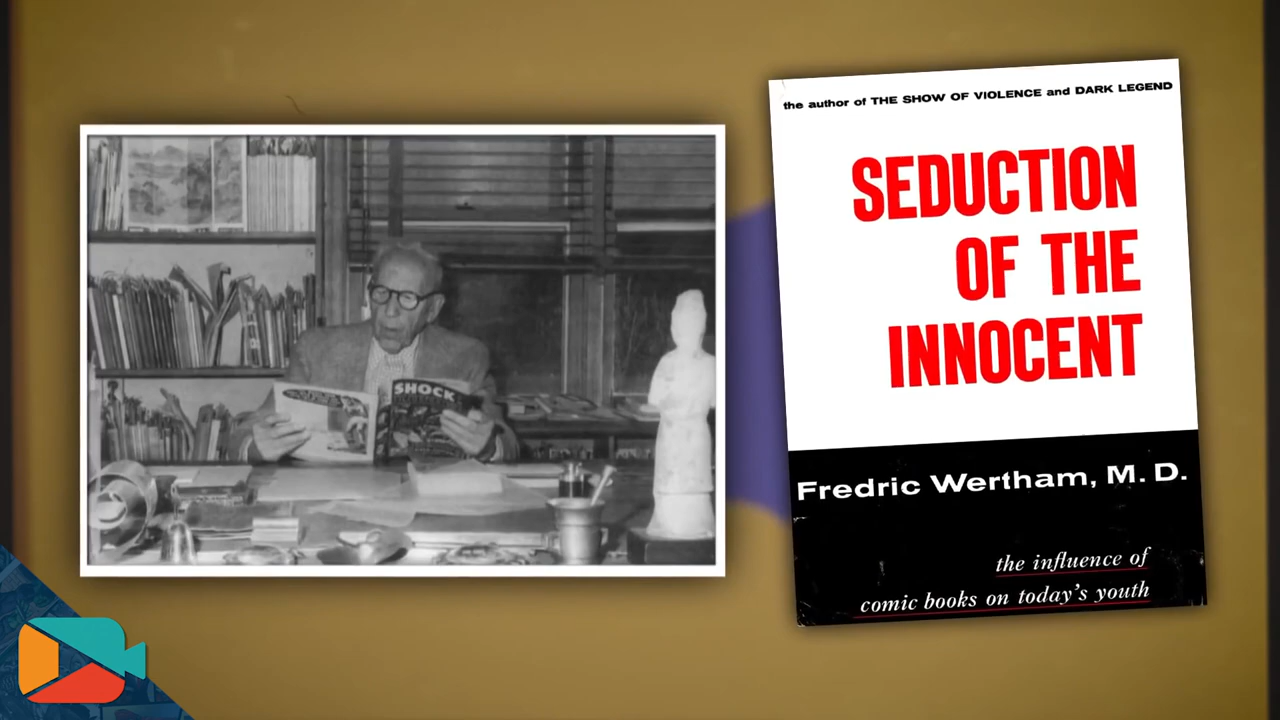 SHOCK
the author of THE SHOW OF VIOLENCE and DARK LEGEND
SEDUCTION
OF THE
INNOCENT
Fredric Wertham, M. D.
the influence of
comic books on today's youth